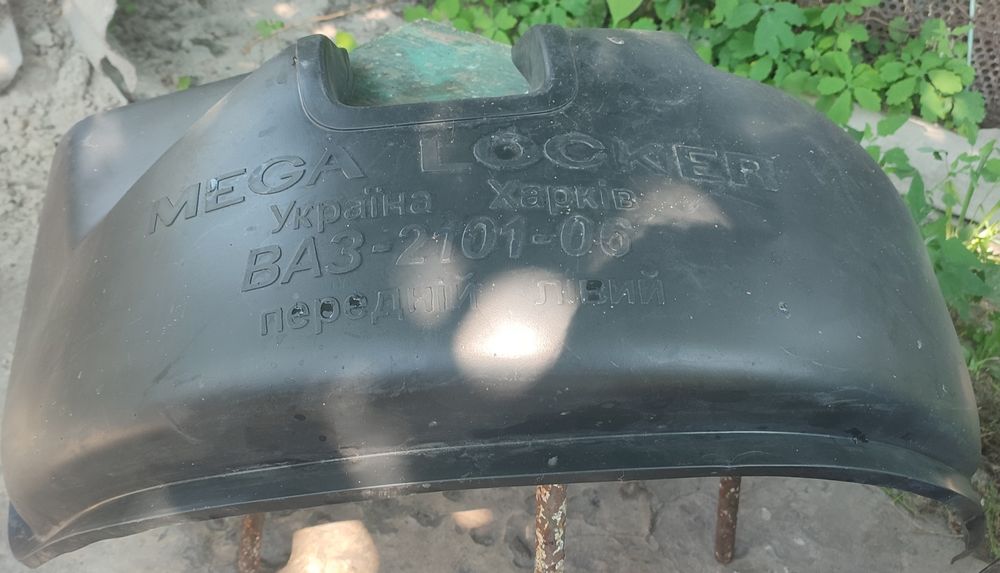 MEGA LOCKER
Україна Харків
ВАЗ-2101-06
передній лівий